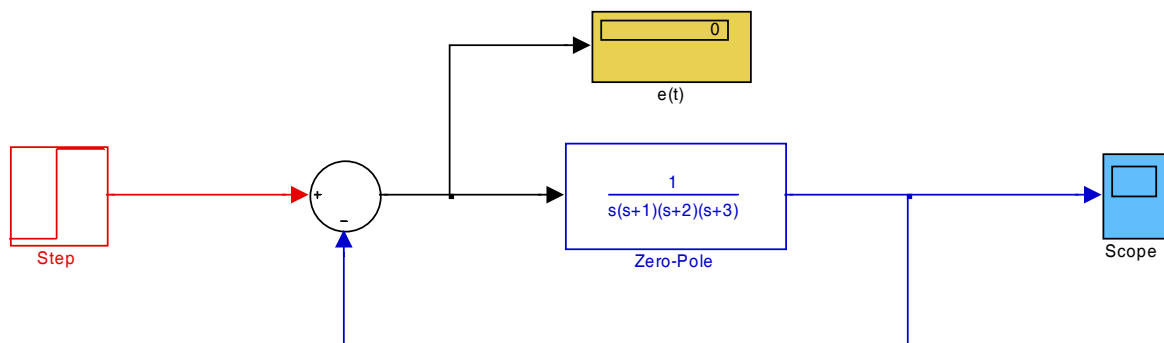 0
e(t)
+
−
1
s(s+1)(s+2)(s+3)
Step
Zero-Pole
Scope